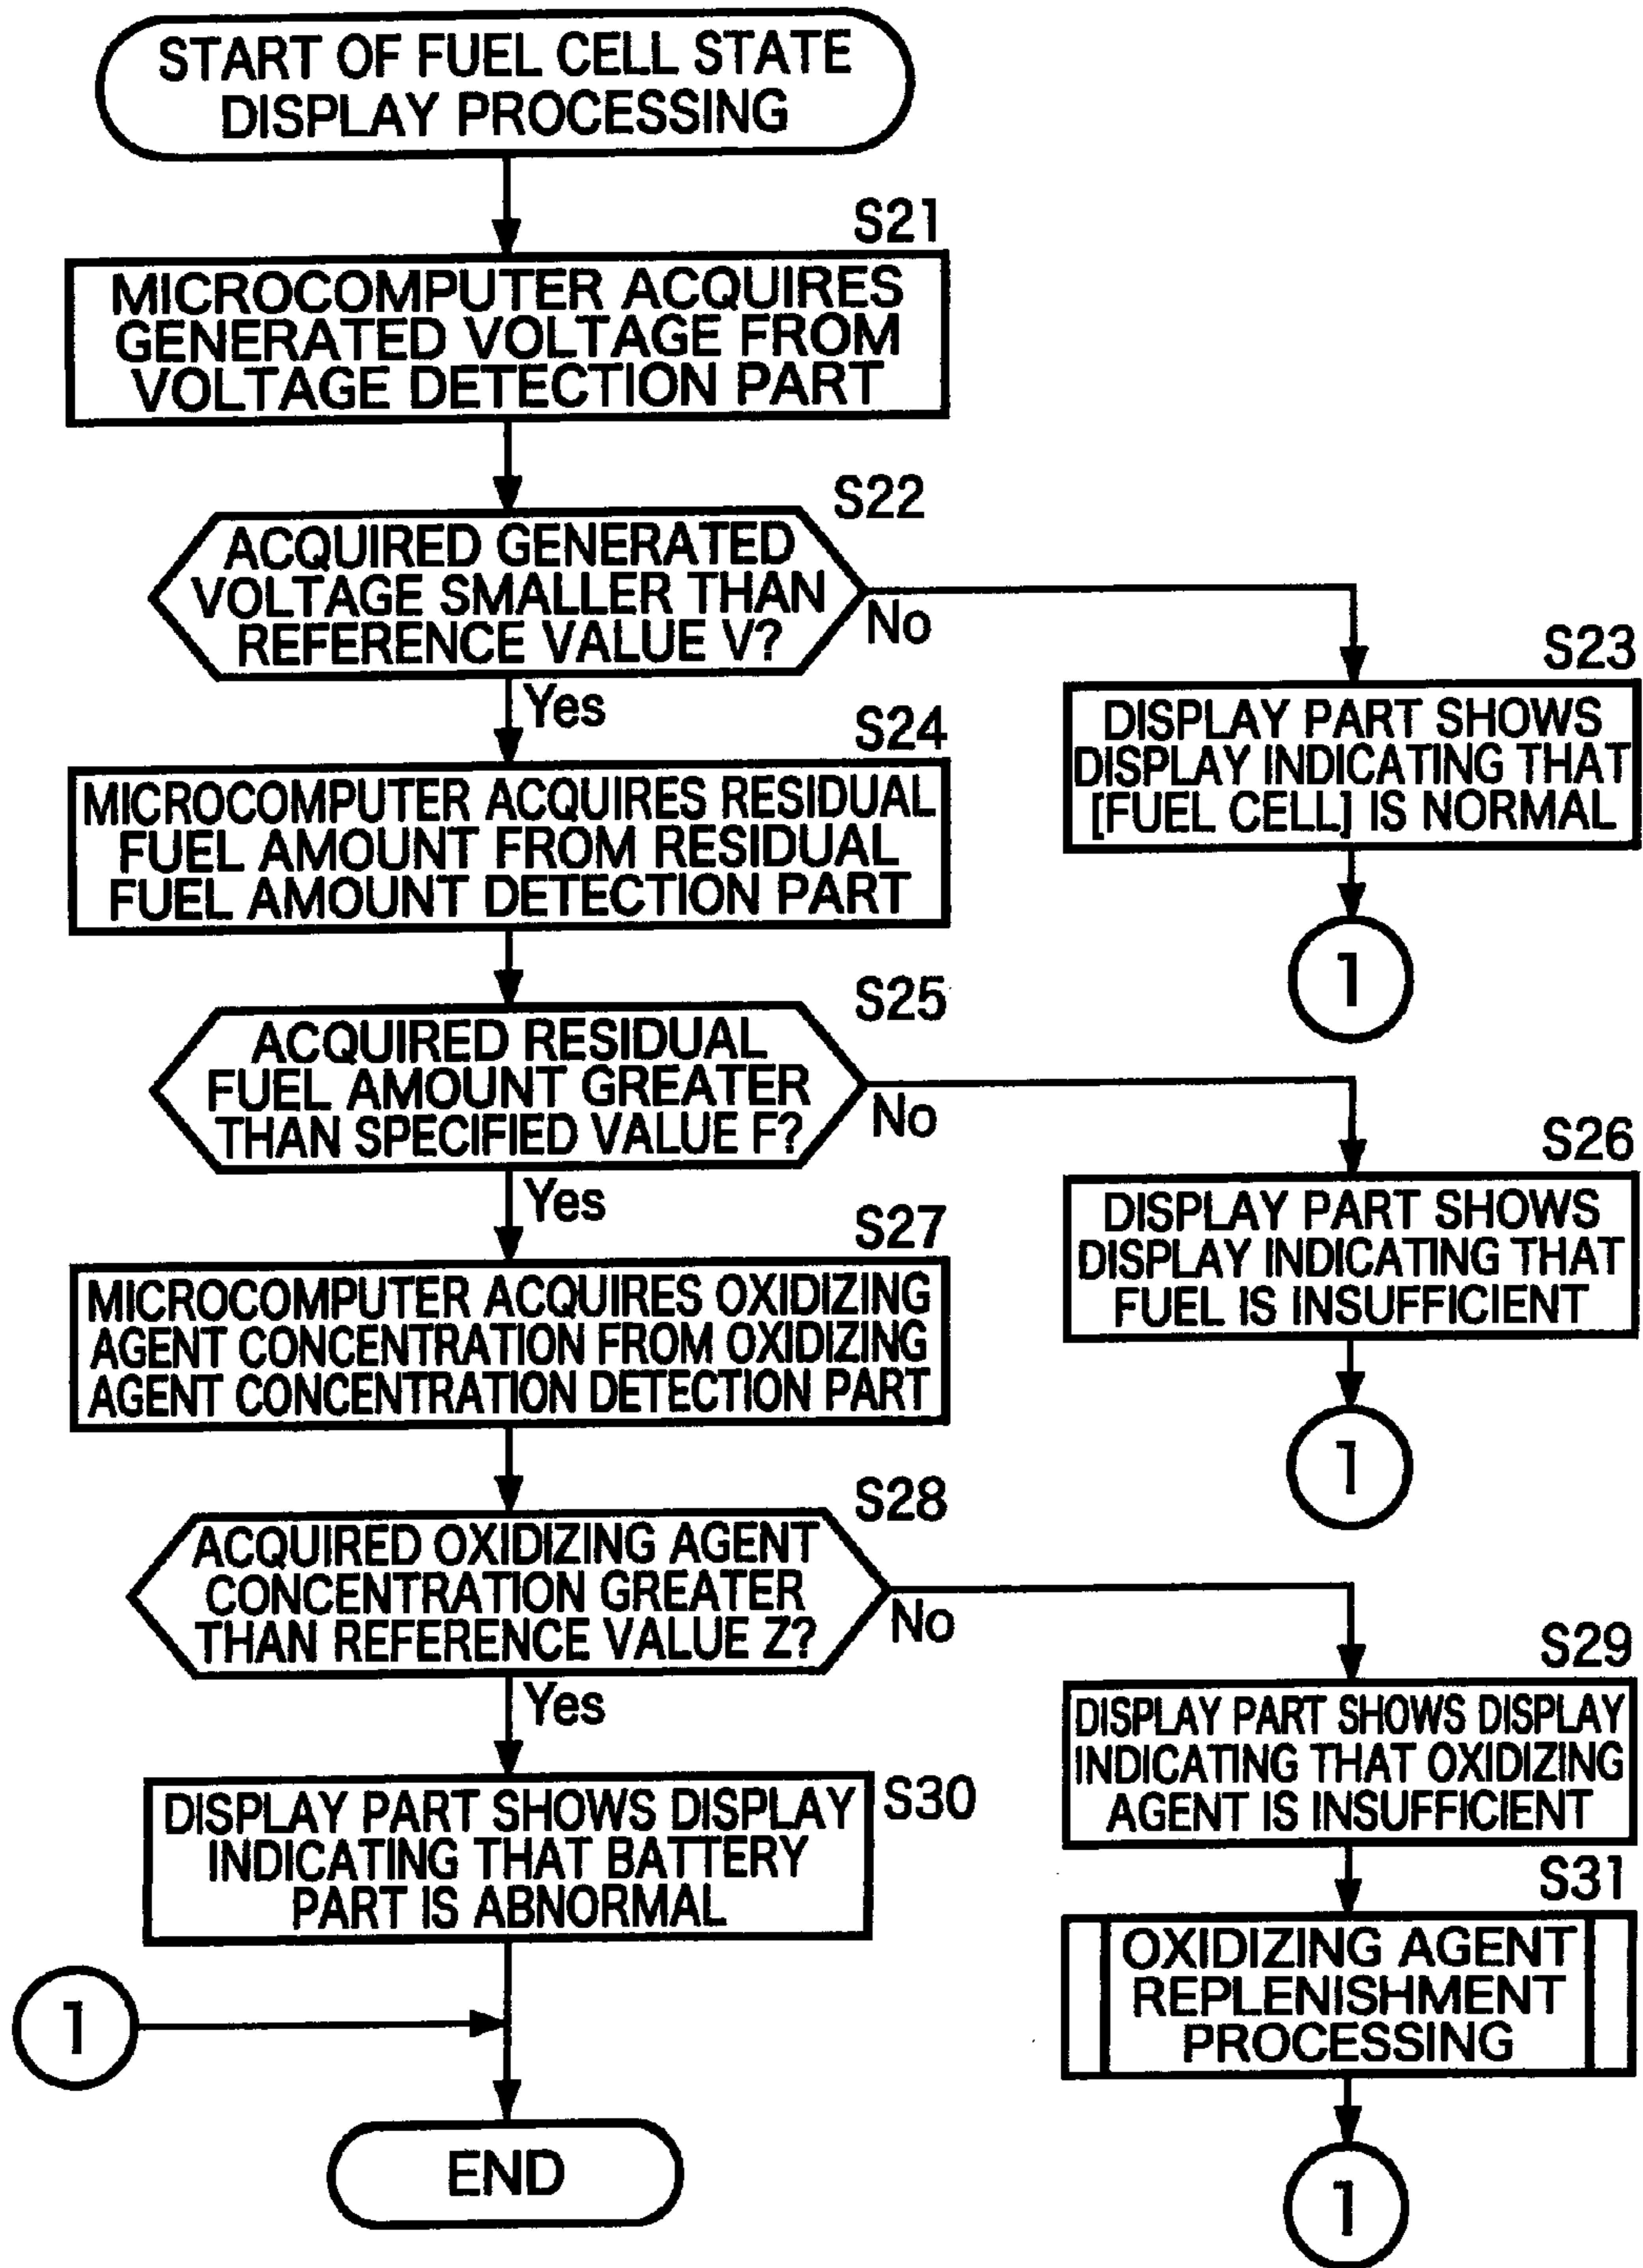 START OF FUEL CELL STATE
DISPLAY PROCESSING
S21
MICROCOMPUTER ACQUIRES
GENERATED VOLTAGE FROM
VOLTAGE DETECTION PART
S22
ACQUIRED GENERATED
VOLTAGE SMALLER THAN
REFERENCE VALUE V?
No
Yes
S23
DISPLAY PART SHOWS
DISPLAY INDICATING THAT
[FUEL CELL] IS NORMAL
1
S24
MICROCOMPUTER ACQUIRES RESIDUAL
FUEL AMOUNT FROM RESIDUAL
FUEL AMOUNT DETECTION PART
S25
ACQUIRED RESIDUAL
FUEL AMOUNT GREATER
THAN SPECIFIED VALUE F?
No
Yes
S26
DISPLAY PART SHOWS
DISPLAY INDICATING THAT
FUEL IS INSUFFICIENT
1
S27
MICROCOMPUTER ACQUIRES OXIDIZING
AGENT CONCENTRATION FROM OXIDIZING
AGENT CONCENTRATION DETECTION PART
S28
ACQUIRED OXIDIZING AGENT
CONCENTRATION GREATER
THAN REFERENCE VALUE Z?
No
Yes
S29
DISPLAY PART SHOWS DISPLAY
INDICATING THAT OXIDIZING
AGENT IS INSUFFICIENT
S30
DISPLAY PART SHOWS DISPLAY
INDICATING THAT BATTERY
PART IS ABNORMAL
S31
OXIDIZING AGENT
REPLENISHMENT
PROCESSING
1
1
END